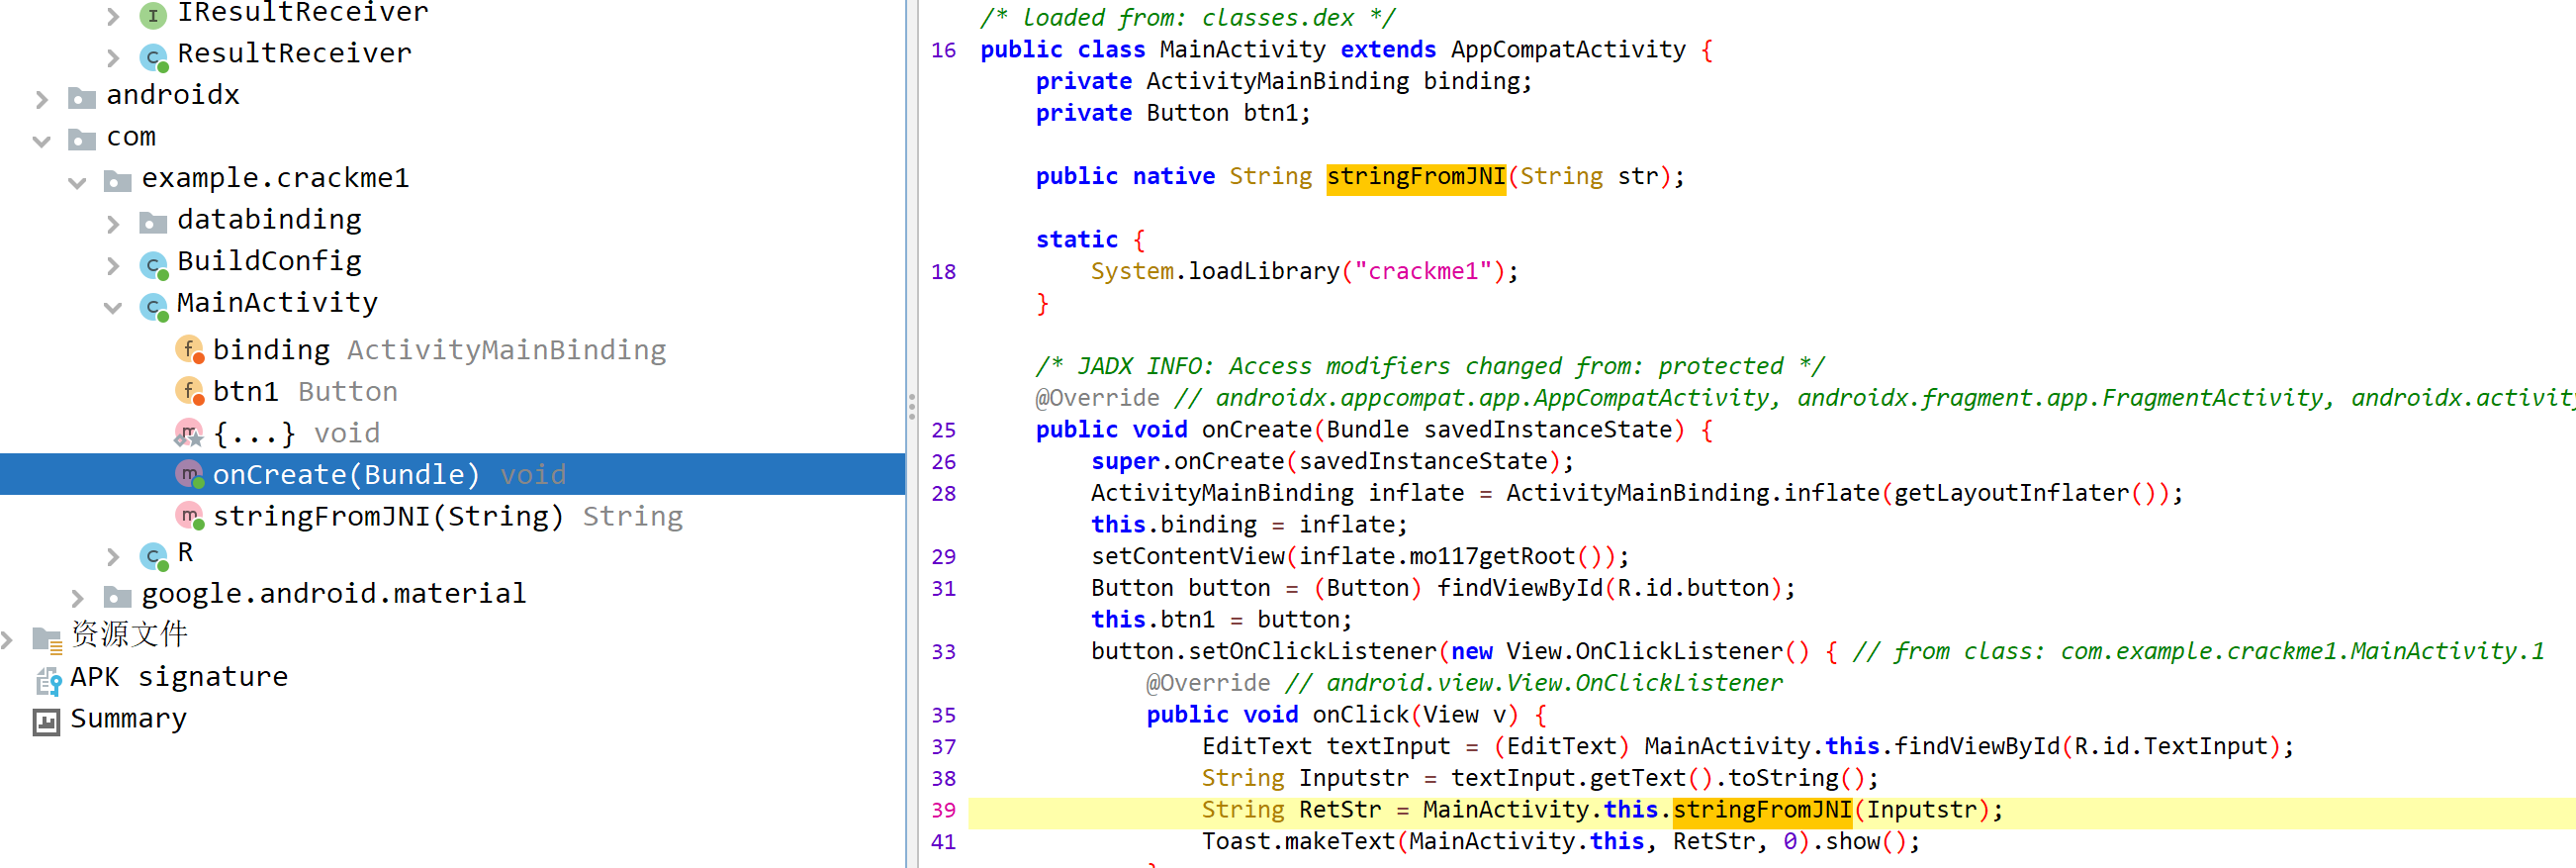 IResultReceiver
ResultReceiver
androidx
com
example.crackme1
databinding
BuildConfig
MainActivity
binding ActivityMainBinding
btn1 Button
{...} void
onCreate(Bundle) void
stringFromJNI(String) String
R
google.android.material
资源文件
APK signature
Summary
/* loaded from: classes.dex */
16 public class MainActivity extends AppCompatActivity {
private ActivityMainBinding binding;
private Button btn1;
public native String stringFromJNI(String str);
static {
18 System.loadLibrary("crackme1");
}
/* JADX INFO: Access modifiers changed from: protected */
@Override // androidx.appcompat.app.AppCompatActivity, androidx.fragment.app.FragmentActivity, androidx.activit
25 public void onCreate(Bundle savedInstanceState) {
26 super.onCreate(savedInstanceState);
28 ActivityMainBinding inflate = ActivityMainBinding.inflate(getLayoutInflater());
this.binding = inflate;
29 setContentView(inflate.mo117getRoot());
31 Button button = (Button) findViewById(R.id.button);
this.btn1 = button;
33 button.setOnClickListener(new View.OnClickListener() { // from class: com.example.crackme1.MainActivity.1
@Override // android.view.View.OnClickListener
35 public void onClick(View v) {
37 EditText textInput = (EditText) MainActivity.this.findViewById(R.id.TextInput);
38 String Inputstr = textInput.getText().toString();
39 String RetStr = MainActivity.this.stringFromJNI(Inputstr);
41 Toast.makeText(MainActivity.this, RetStr, 0).show();